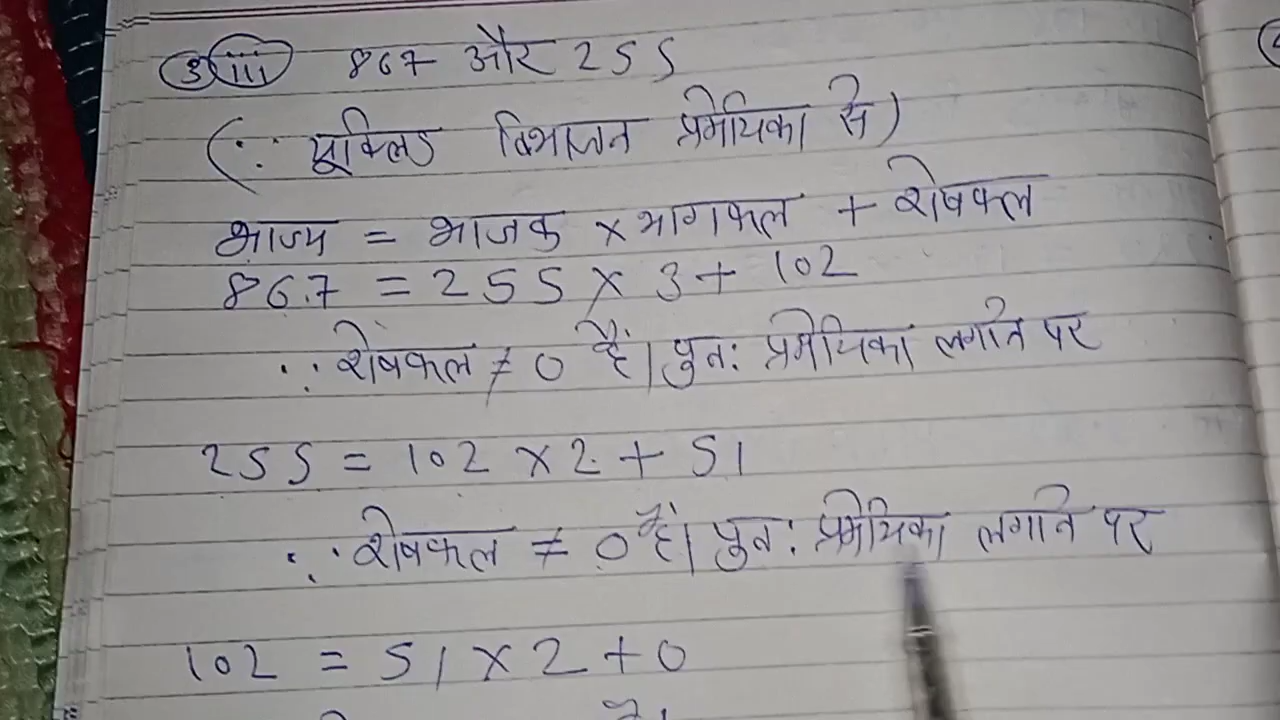 3 iii 867 और 255
(∵ यूक्लिड विभाजन प्रमेयिका से)
भाज्य = भाजक × भागफल + शेषफल
867 = 255 × 3 + 102
∵ शेषफल ≠ 0 है। पुन: प्रमेयिका लगाने पर
255 = 102 × 2 + 51
∵ शेषफल ≠ 0 है। पुन: प्रमेयिका लगाने पर
102 = 51 × 2 + 0